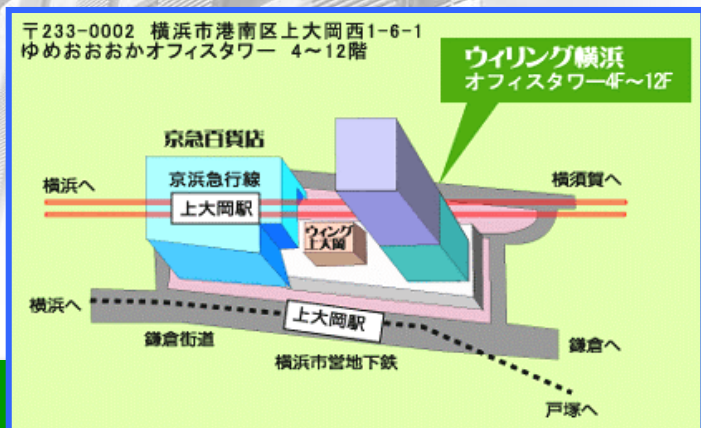 〒233-0002 横浜市港南区上大岡西1-6-1
ゆめおおおかオフィスタワー 4～12階
ウィリング横浜
オフィスタワー4F～12F
京急百貨店
横浜へ
京浜急行線
横須賀へ
上大岡駅
ウィング
上大岡
横浜へ
上大岡駅
鎌倉街道
鎌倉へ
横浜市営地下鉄
戸塚へ